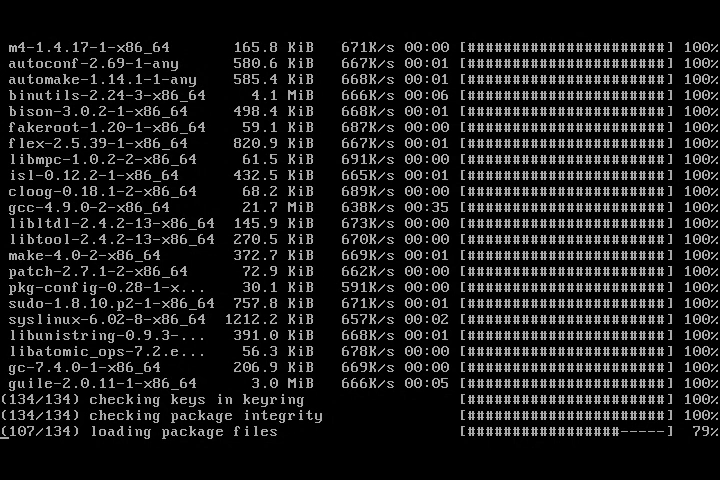 m4-1.4.17-1-x86_64 165.8 KiB 671K/s 00:00 [######################] 100%
autoconf-2.69-1-any 580.6 KiB 667K/s 00:01 [######################] 100%
automake-1.14.1-1-any 585.4 KiB 668K/s 00:01 [######################] 100%
binutils-2.24-3-x86_64 4.1 MiB 666K/s 00:06 [######################] 100%
bison-3.0.2-1-x86_64 498.4 KiB 668K/s 00:01 [######################] 100%
fakeroot-1.20-1-x86_64 59.1 KiB 687K/s 00:00 [######################] 100%
flex-2.5.39-1-x86_64 820.9 KiB 667K/s 00:01 [######################] 100%
libmpc-1.0.2-2-x86_64 61.5 KiB 691K/s 00:00 [######################] 100%
isl-0.12.2-1-x86_64 432.5 KiB 665K/s 00:01 [######################] 100%
cloog-0.18.1-2-x86_64 68.2 KiB 689K/s 00:00 [######################] 100%
gcc-4.9.0-2-x86_64 21.7 MiB 638K/s 00:35 [######################] 100%
libltdl-2.4.2-13-x86_64 145.9 KiB 673K/s 00:00 [######################] 100%
libtool-2.4.2-13-x86_64 270.5 KiB 670K/s 00:00 [######################] 100%
make-4.0-2-x86_64 372.7 KiB 669K/s 00:01 [######################] 100%
patch-2.7.1-2-x86_64 72.9 KiB 662K/s 00:00 [######################] 100%
pkg-config-0.28-1-x... 30.1 KiB 591K/s 00:00 [######################] 100%
sudo-1.8.10.p2-1-x86_64 757.8 KiB 671K/s 00:01 [######################] 100%
syslinux-6.02-8-x86_64 1212.2 KiB 657K/s 00:02 [######################] 100%
libunistring-0.9.3-... 391.0 KiB 668K/s 00:01 [######################] 100%
libatomic_ops-7.2.e... 56.3 KiB 678K/s 00:00 [######################] 100%
gc-7.4.0-1-x86_64 206.9 KiB 669K/s 00:00 [######################] 100%
guile-2.0.11-1-x86_64 3.0 MiB 666K/s 00:05 [######################] 100%
(134/134) checking keys in keyring [######################] 100%
(134/134) checking package integrity [######################] 100%
(107/134) loading package files [#################-----] 79%